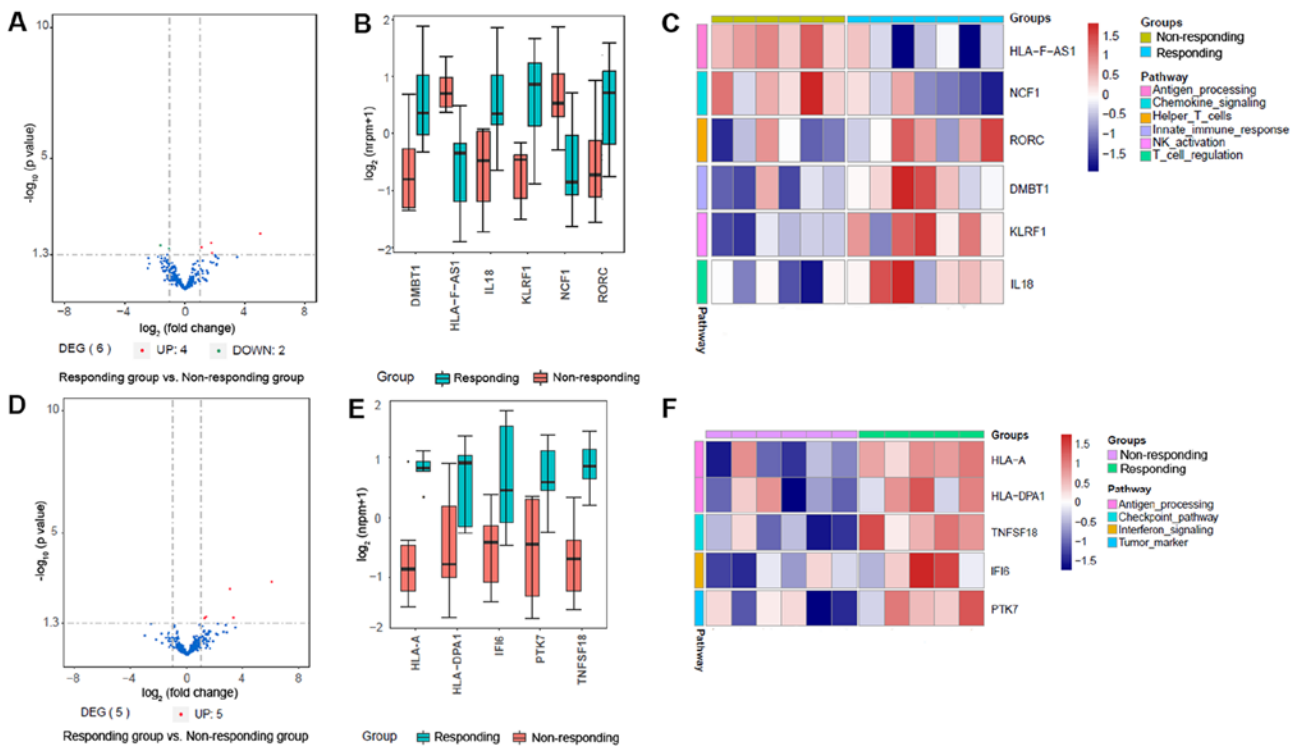 A
10
5
1.3
-log10 (p value)
-8
-4
0
4
8
log2 (fold change)
DEG ( 6 )
UP: 4
DOWN: 2
Responding group vs. Non-responding group
B
2
1
0
−1
−2
log2 (nrpm+1)
DMBT1
HLA-F-AS1
IL18
KLRF1
NCF1
RORC
Group
Responding
Non-responding
C
Groups
HLA-F-AS1
NCF1
RORC
DMBT1
KLRF1
IL18
Pathway
1.5
1
0.5
0
−0.5
−1
−1.5
Groups
Non-responding
Responding
Pathway
Antigen_processing
Chemokine_signaling
Helper_T_cells
Innate_immune_response
NK_activation
T_cell_regulation
D
10
5
1.3
-log10 (p value)
-8
-4
0
4
8
log2 (fold change)
DEG ( 5 )
UP: 5
Responding group vs. Non-responding group
E
2
1
0
−1
−2
log2 (nrpm+1)
HLA-A
HLA-DPA1
IFI6
PTK7
TNFSF18
Group
Responding
Non-responding
F
Groups
HLA-A
HLA-DPA1
TNFSF18
IFI6
PTK7
Pathway
1.5
1
0.5
0
−0.5
−1
−1.5
Groups
Non-responding
Responding
Pathway
Antigen_processing
Checkpoint_pathway
Interferon_signaling
Tumor_marker